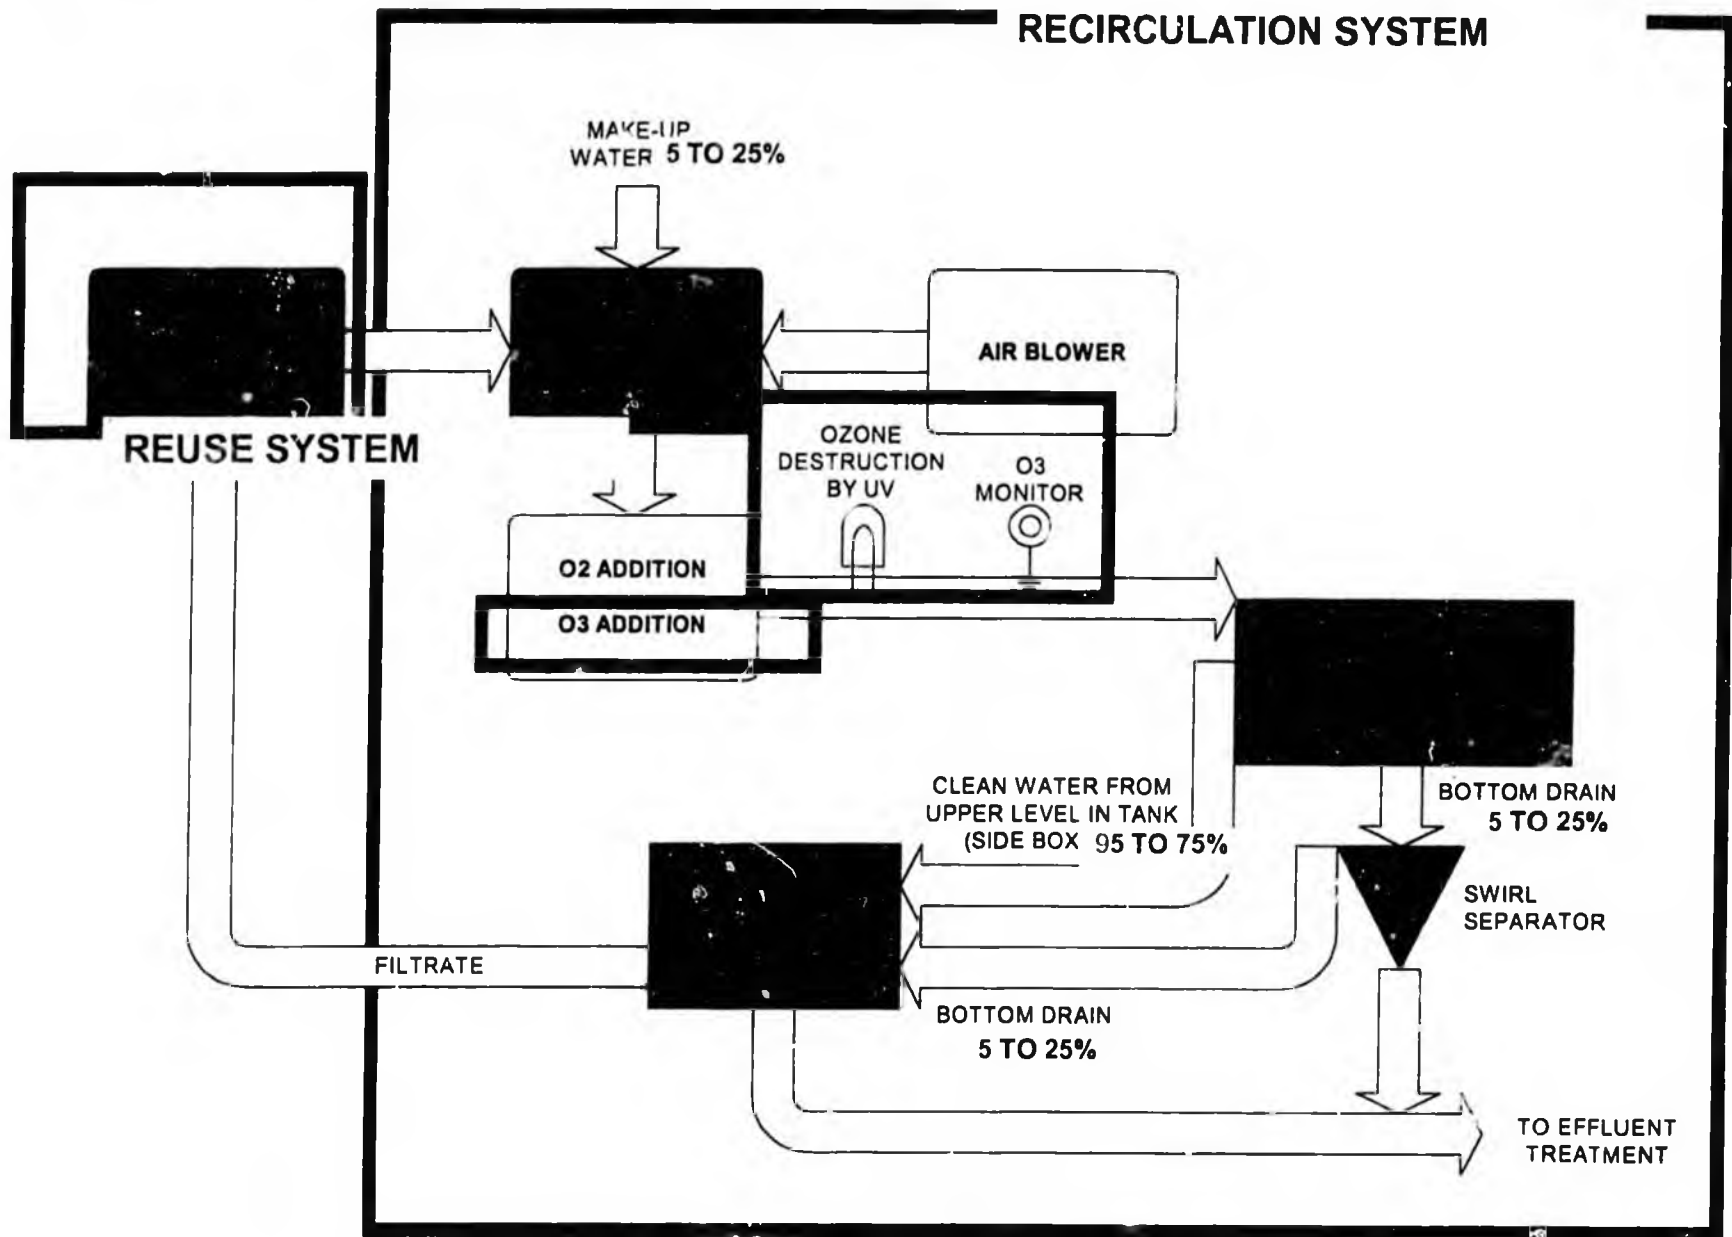 RECIRCULATION SYSTEM
MAKE-UP
WATER 5 TO 25%
AIR BLOWER
REUSE SYSTEM
OZONE
DESTRUCTION
BY UV
O3
MONITOR
O2 ADDITION
O3 ADDITION
CLEAN WATER FROM
UPPER LEVEL IN TANK
(SIDE BOX 95 TO 75%
BOTTOM DRAIN
5 TO 25%
SWIRL
SEPARATOR
FILTRATE
BOTTOM DRAIN
5 TO 25%
TO EFFLUENT
TREATMENT